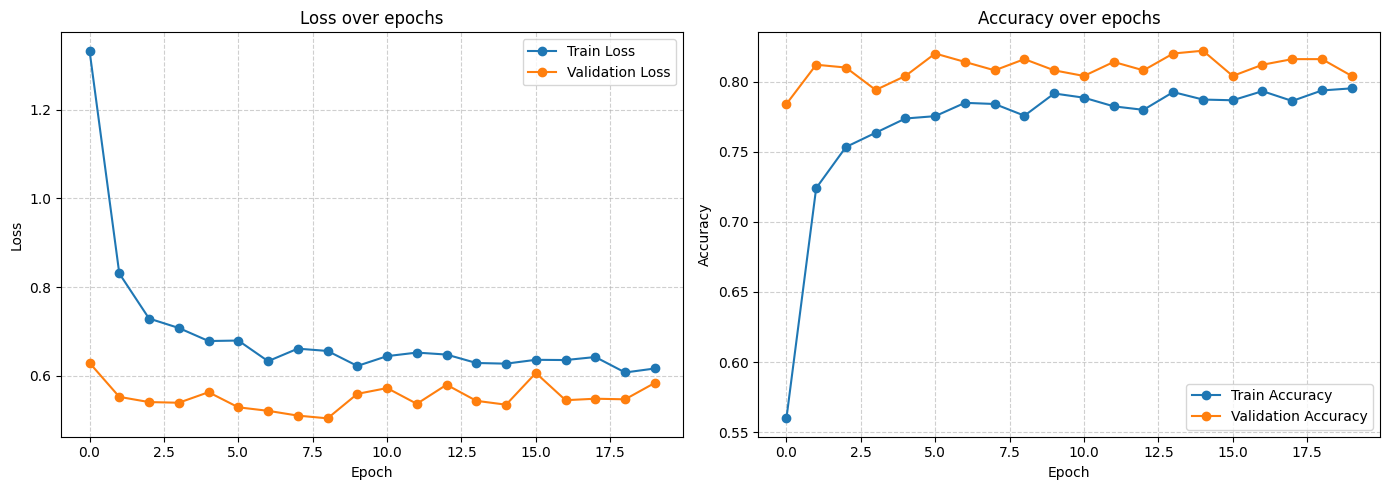 Loss over epochs
Train Loss
Validation Loss
1.2
1.0
0.8
0.6
Loss
0.0 2.5 5.0 7.5 10.0 12.5 15.0 17.5
Epoch
Accuracy over epochs
0.80
0.75
0.70
0.65
0.60
0.55
Accuracy
Train Accuracy
Validation Accuracy
0.0 2.5 5.0 7.5 10.0 12.5 15.0 17.5
Epoch